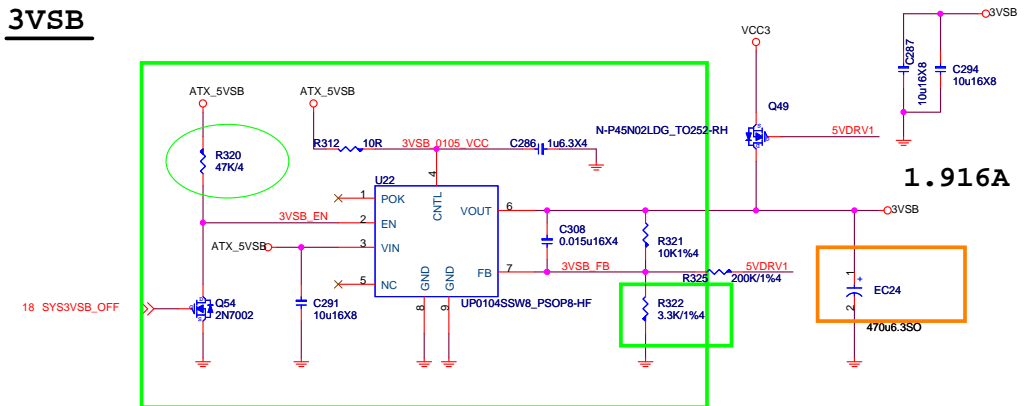 3VSB
3VSB
VCC3
C287
10u16X8
C294
10u16X8
ATX_5VSB
ATX_5VSB
Q49
N-P45N02LDG_TO252-RH
5VDRV1
R312
10R
3VSB_0105_VCC
C286
1u6.3X4
R320
47K/4
1.916A
U22
4
CNTL
1
POK
VOUT
6
3VSB
3VSB_EN
2
EN
C308
0.015u16X4
R321
10K1%4
ATX_5VSB
3
VIN
FB
7
3VSB_FB
R325
200K/1%4
5VDRV1
5
NC
GND
GND
1
+
EC24
2
470u6.3SO
18 SYS3VSB_OFF
Q54
2N7002
C291
10u16X8
8
9
UP0104SSW8_PSOP8-HF
R322
3.3K/1%4